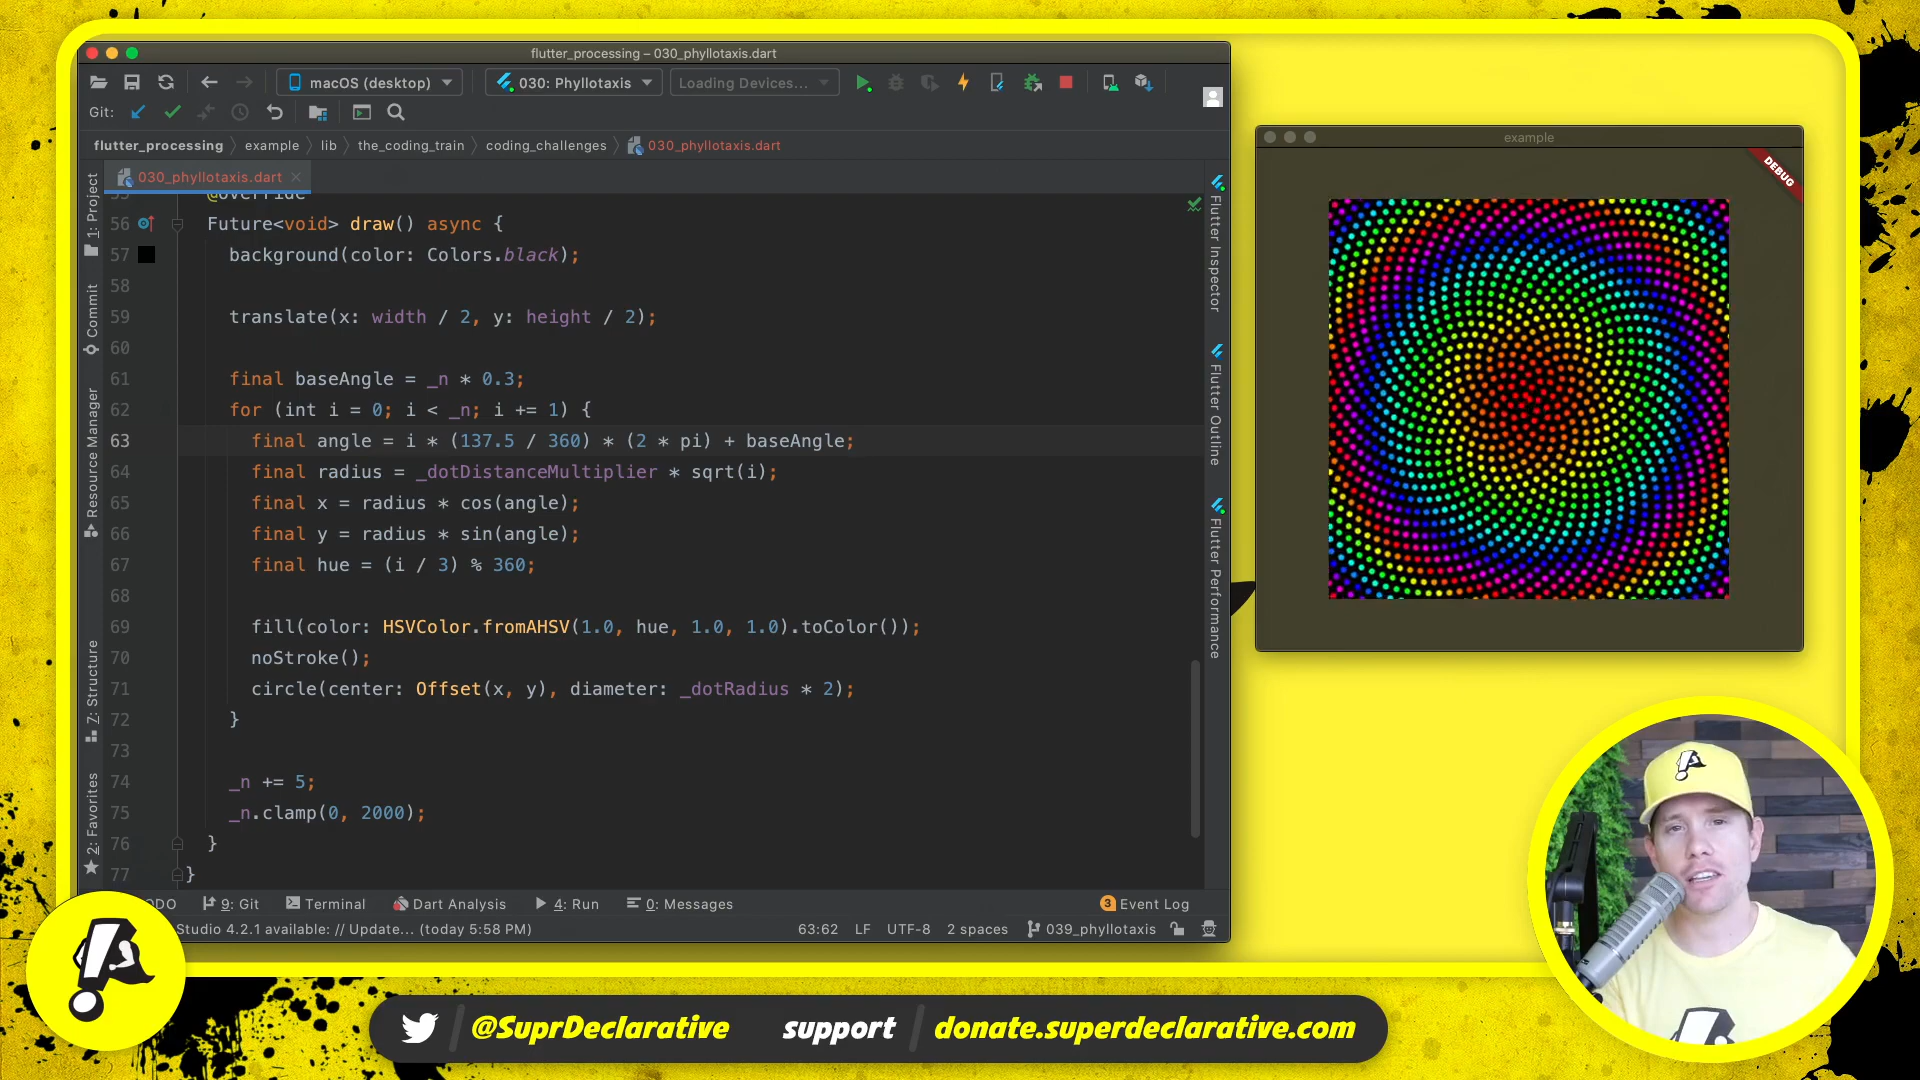 flutter_processing – 030_phyllotaxis.dart
macOS (desktop)
030: Phyllotaxis
Loading Devices...
Git:
flutter_processing
example
lib
the_coding_train
coding_challenges
030_phyllotaxis.dart
030_phyllotaxis.dart
@override
56 Future<void> draw() async {
57 background(color: Colors.black);
58
59 translate(x: width / 2, y: height / 2);
60
61 final baseAngle = _n * 0.3;
62 for (int i = 0; i < _n; i += 1) {
63 final angle = i * (137.5 / 360) * (2 * pi) + baseAngle;
64 final radius = _dotDistanceMultiplier * sqrt(i);
65 final x = radius * cos(angle);
66 final y = radius * sin(angle);
67 final hue = (i / 3) % 360;
68
69 fill(color: HSVColor.fromAHSV(1.0, hue, 1.0, 1.0).toColor());
70 noStroke();
71 circle(center: Offset(x, y), diameter: _dotRadius * 2);
72 }
73
74 _n += 5;
75 _n.clamp(0, 2000);
76 }
77 }
1: Project
Commit
Resource Manager
7: Structure
2: Favorites
Flutter Inspector
Flutter Outline
Flutter Performance
ODO
9: Git
Terminal
Dart Analysis
4: Run
0: Messages
3 Event Log
Studio 4.2.1 available: // Update... (today 5:58 PM)
63:62
LF
UTF-8
2 spaces
039_phyllotaxis
example
DEBUG
@SuprDeclarative
support
donate.superdeclarative.com